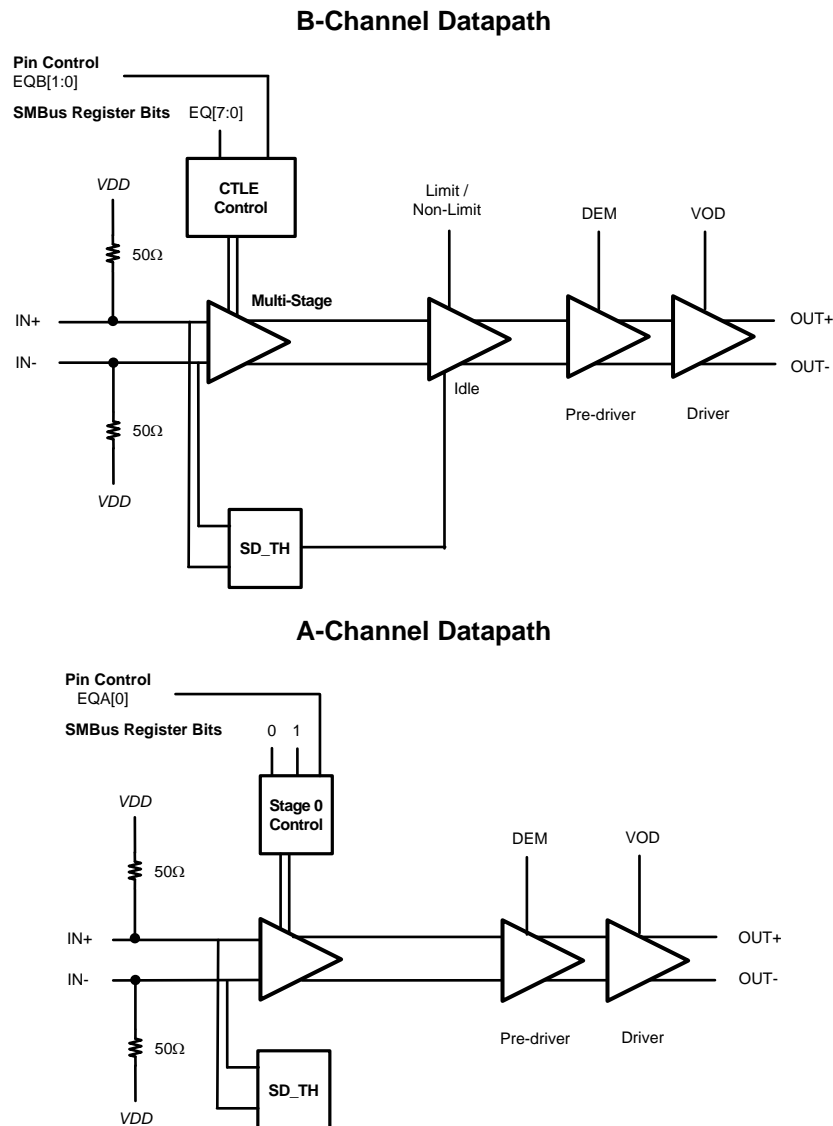 B-Channel Datapath
Pin Control
EQB[1:0]
SMBus Register Bits EQ[7:0]
VDD
CTLE
Control
Limit /
Non-Limit
DEM
VOD
50Ω
Multi-Stage
IN+
OUT+
IN-
OUT-
Idle
50Ω
Pre-driver
Driver
VDD
SD_TH
A-Channel Datapath
Pin Control
EQA[0]
SMBus Register Bits 0 1
VDD
Stage 0
Control
DEM
VOD
50Ω
IN+
OUT+
IN-
OUT-
50Ω
Pre-driver
Driver
SD_TH
VDD